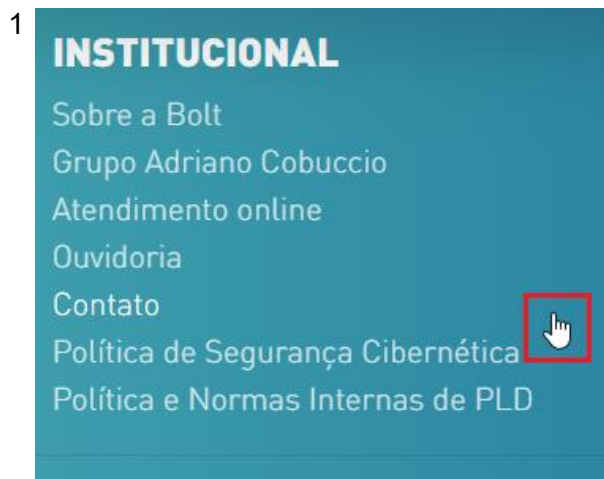 1
INSTITUCIONAL
Sobre a Bolt
Grupo Adriano Cobuccio
Atendimento online
Ouvidoria
Contato
Política de Segurança Cibernética
Política e Normas Internas de PLD